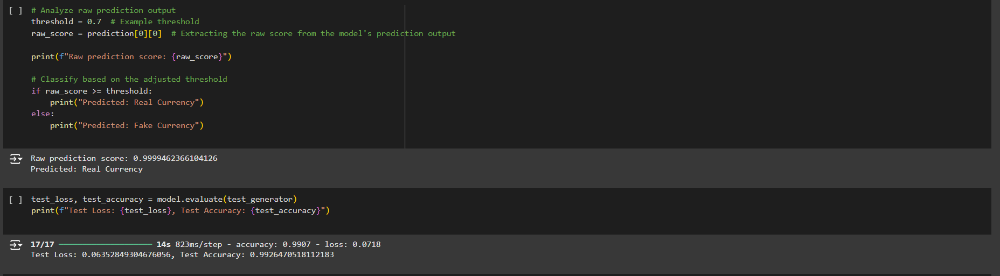 [ ] # Analyze raw prediction output
threshold = 0.7  # Example threshold
raw_score = prediction[0][0]  # Extracting the raw score from the model's prediction output
print(f"Raw prediction score: {raw_score}")
# Classify based on the adjusted threshold
if raw_score >= threshold:
    print("Predicted: Real Currency")
else:
    print("Predicted: Fake Currency")
Raw prediction score: 0.9999462366104126
Predicted: Real Currency
[ ] test_loss, test_accuracy = model.evaluate(test_generator)
print(f"Test Loss: {test_loss}, Test Accuracy: {test_accuracy}")
17/17 14s 823ms/step - accuracy: 0.9907 - loss: 0.0718
Test Loss: 0.06352849304676056, Test Accuracy: 0.9926470518112183